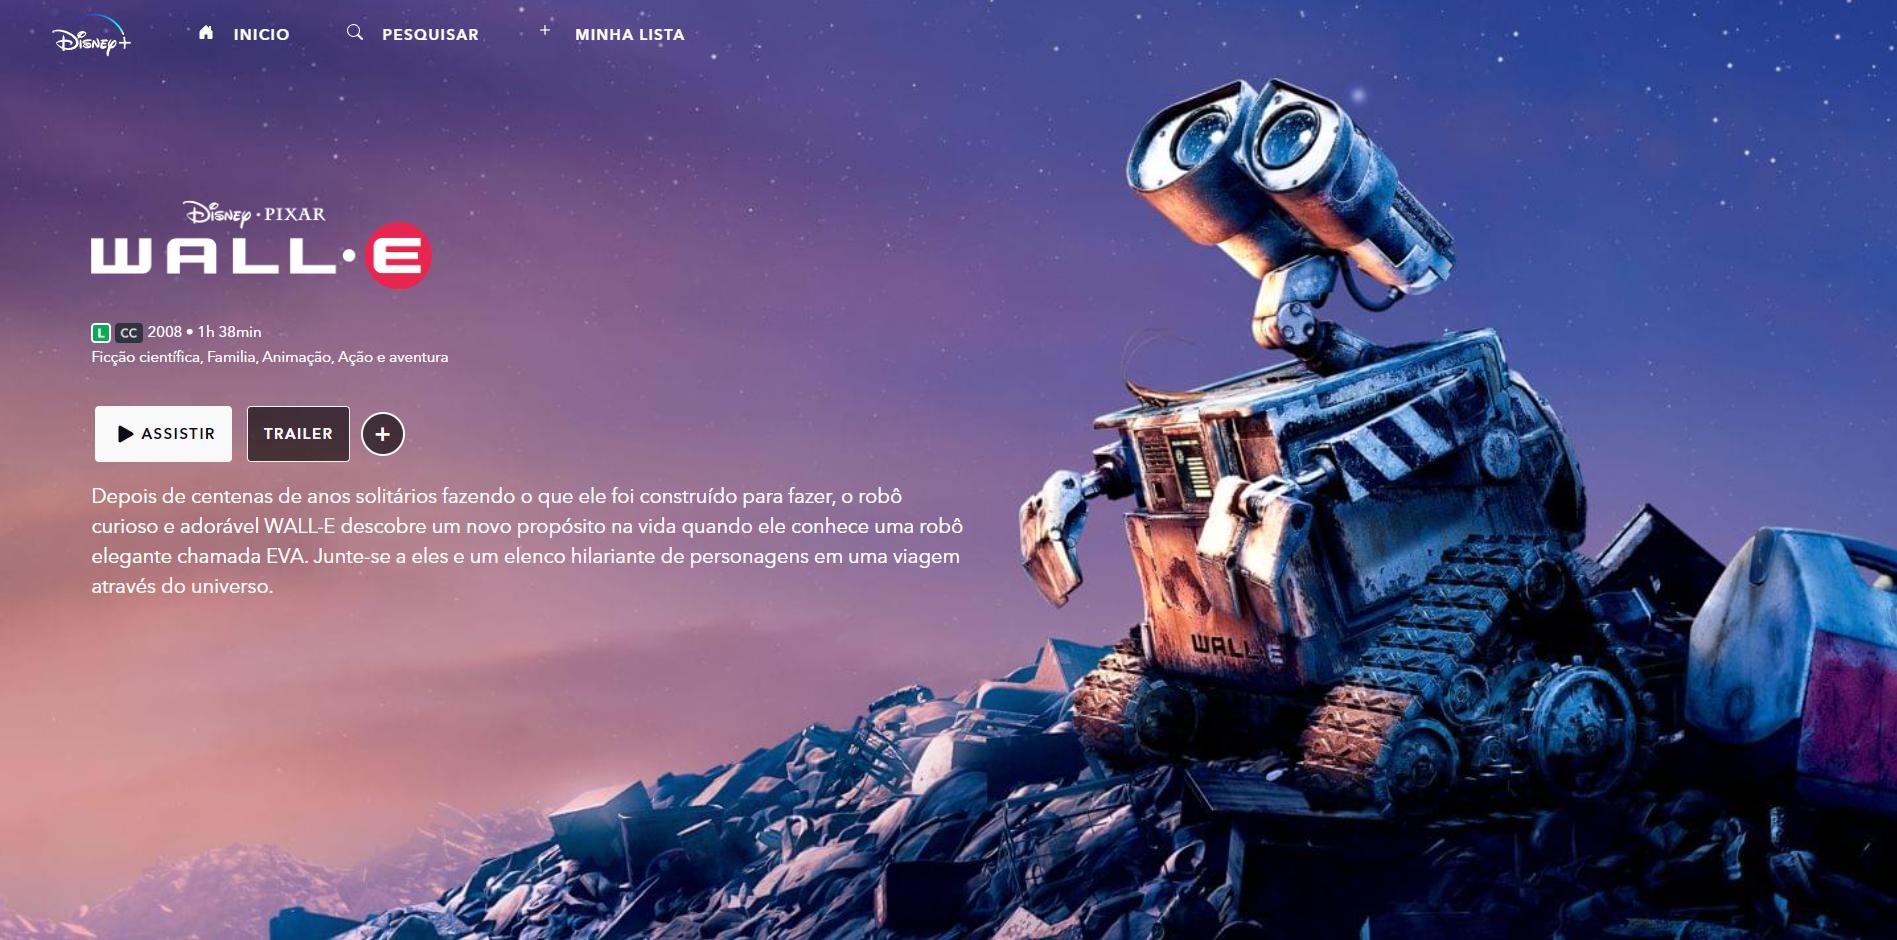 Disney+
INICIO
PESQUISAR
MINHA LISTA
Disney · PIXAR
WALL·E
L CC 2008 • 1h 38min
Ficção científica, Familia, Animação, Ação e aventura
ASSISTIR
TRAILER
+
Depois de centenas de anos solitários fazendo o que ele foi construído para fazer, o robô
curioso e adorável WALL-E descobre um novo propósito na vida quando ele conhece uma robô
elegante chamada EVA. Junte-se a eles e um elenco hilariante de personagens em uma viagem
através do universo.
WALL-E